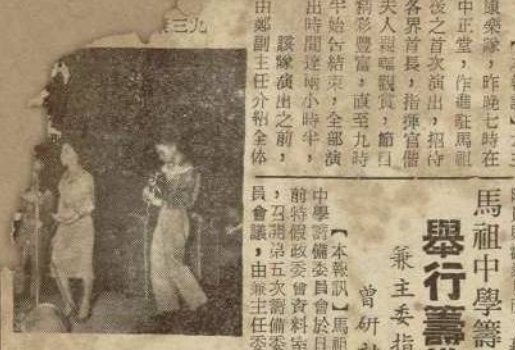 康樂隊，昨晚七時在
中正堂，作進駐馬祖
後之首次演出，招待
各界首長，指揮官偕
夫人親臨觀賞，節目
精彩豐富，直至九時
半始告結束，全部演
出時間達兩小時半，
該隊演出之前，
由鄭副主任介紹全体
九三
馬祖中學籌
舉行籌
兼主委指
曾研
【本報訊】馬祖
中學籌備委員會於日
前特假政委會資料室
，召開第五次籌備委
員會議，由兼主任委